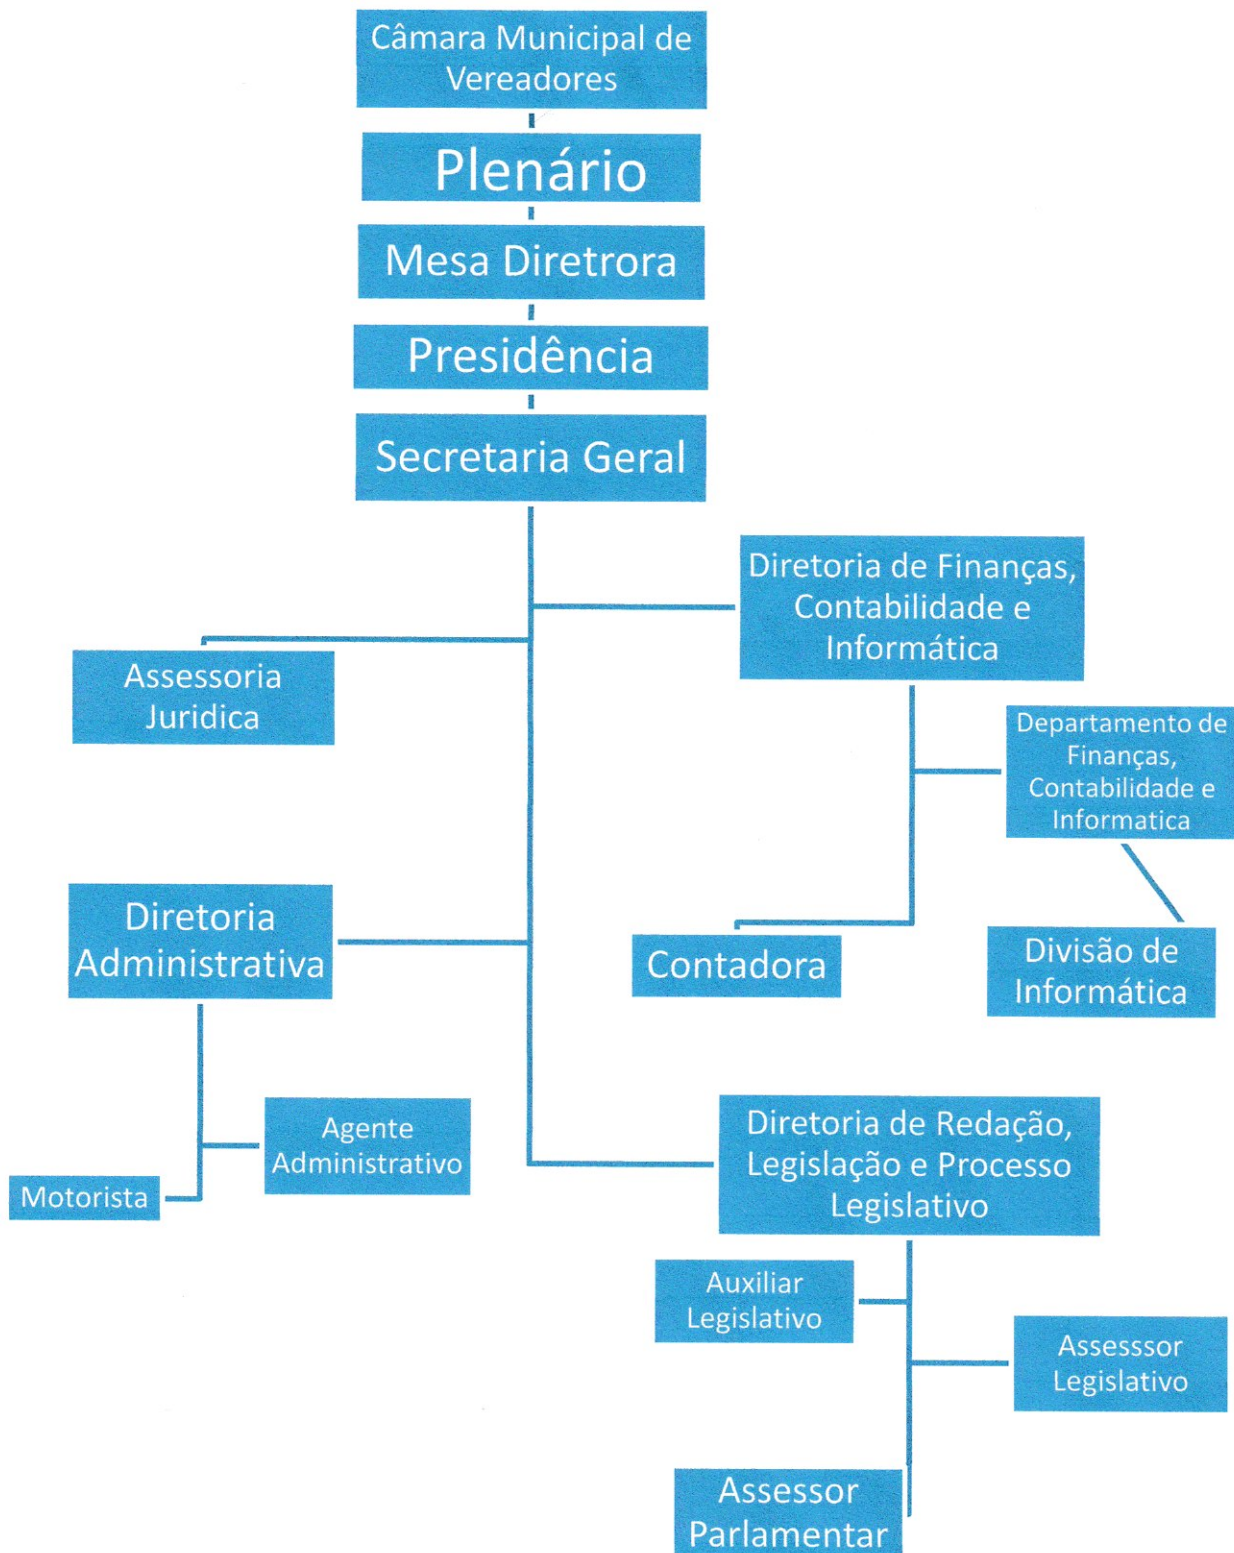 Câmara Municipal de
Vereadores
Plenário
Mesa Diretrora
Presidência
Secretaria Geral
Diretoria de Finanças,
Contabilidade e
Informática
Assessoria
Juridica
Departamento de
Finanças,
Contabilidade e
Informatica
Diretoria
Administrativa
Contadora
Divisão de
Informática
Agente
Administrativo
Motorista
Diretoria de Redação,
Legislação e Processo
Legislativo
Auxiliar
Legislativo
Assesssor
Legislativo
Assessor
Parlamentar